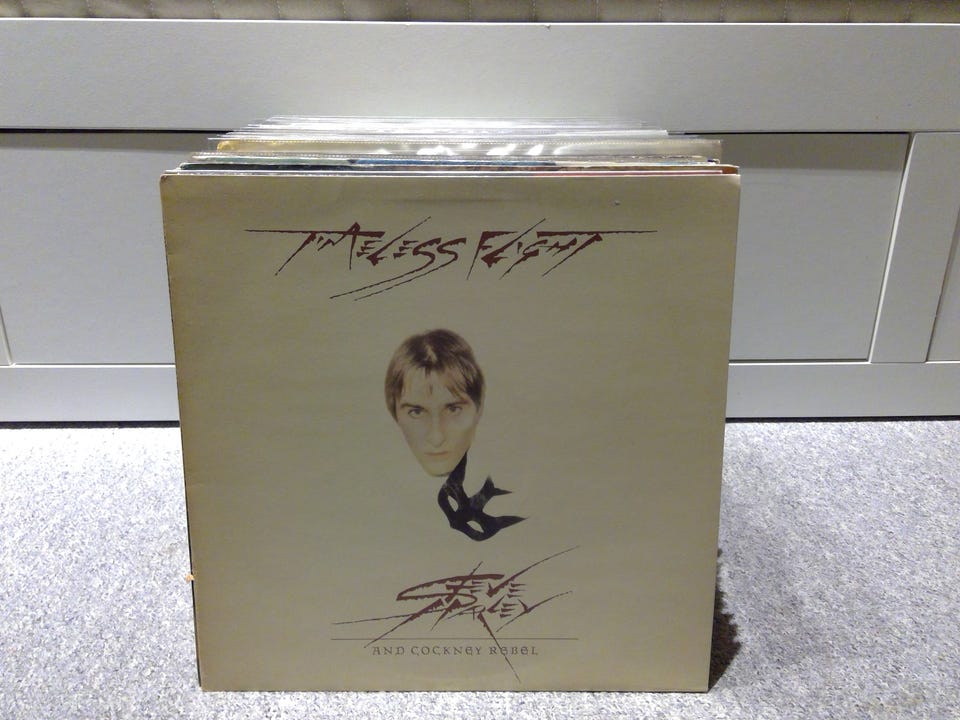 TIMELESS FLIGHT
STEVE
HARLEY
AND COCKNEY REBEL